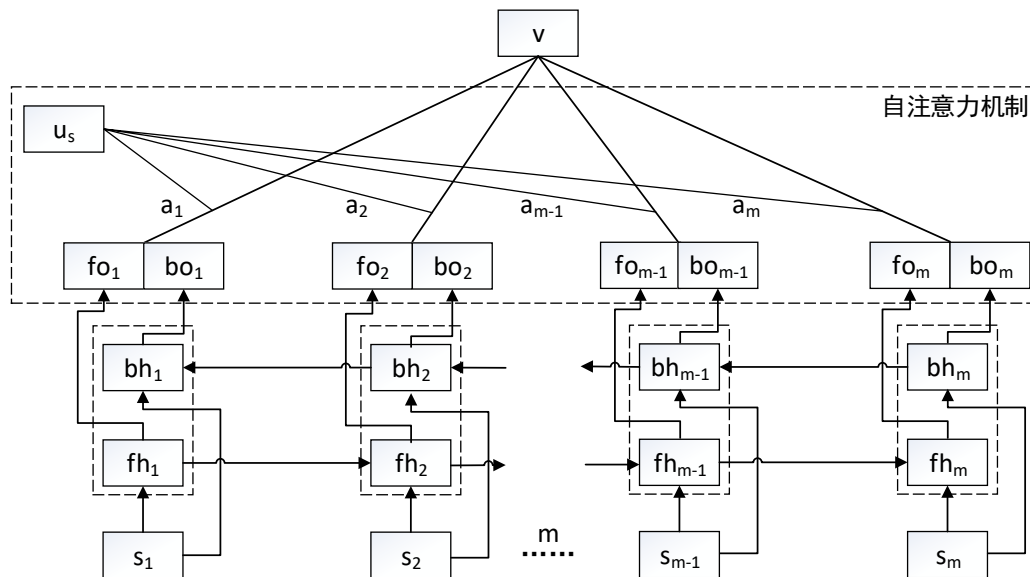 v
自注意力机制
uₛ
a₁ a₂ aₘ₋₁ aₘ
fo₁ bo₁ fo₂ bo₂ foₘ₋₁ boₘ₋₁ foₘ boₘ
bh₁ bh₂ bhₘ₋₁ bhₘ
fh₁ fh₂ fhₘ₋₁ fhₘ
s₁ s₂ m sₘ₋₁ sₘ
......